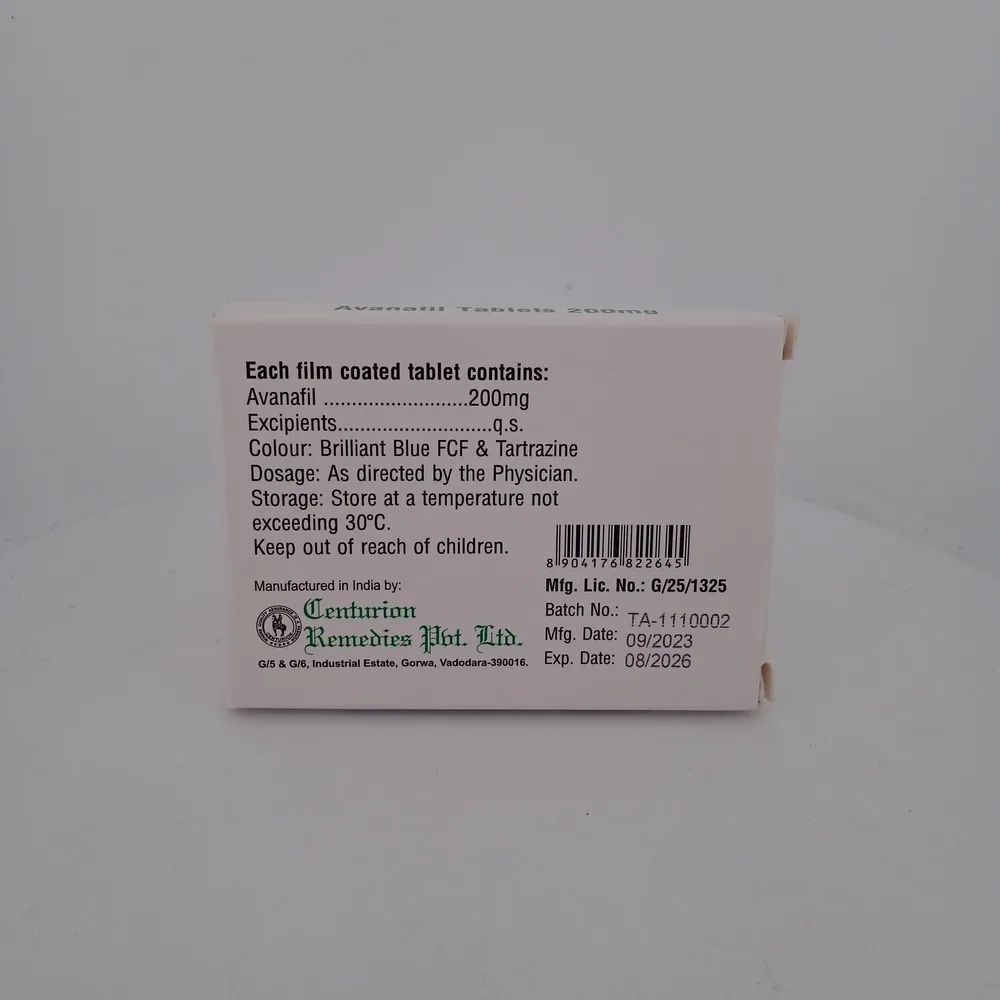 Avanafil Tablets 200mg
Each film coated tablet contains:
Avanafil ..........................200mg
Excipients............................q.s.
Colour: Brilliant Blue FCF & Tartrazine
Dosage: As directed by the Physician.
Storage: Store at a temperature not
exceeding 30°C.
Keep out of reach of children.
8 904176 822645
Manufactured in India by:
Centurion
Remedies Pvt. Ltd.
G/5 & G/6, Industrial Estate, Gorwa, Vadodara-390016.
Mfg. Lic. No.: G/25/1325
Batch No.: TA-1110002
Mfg. Date: 09/2023
Exp. Date: 08/2026